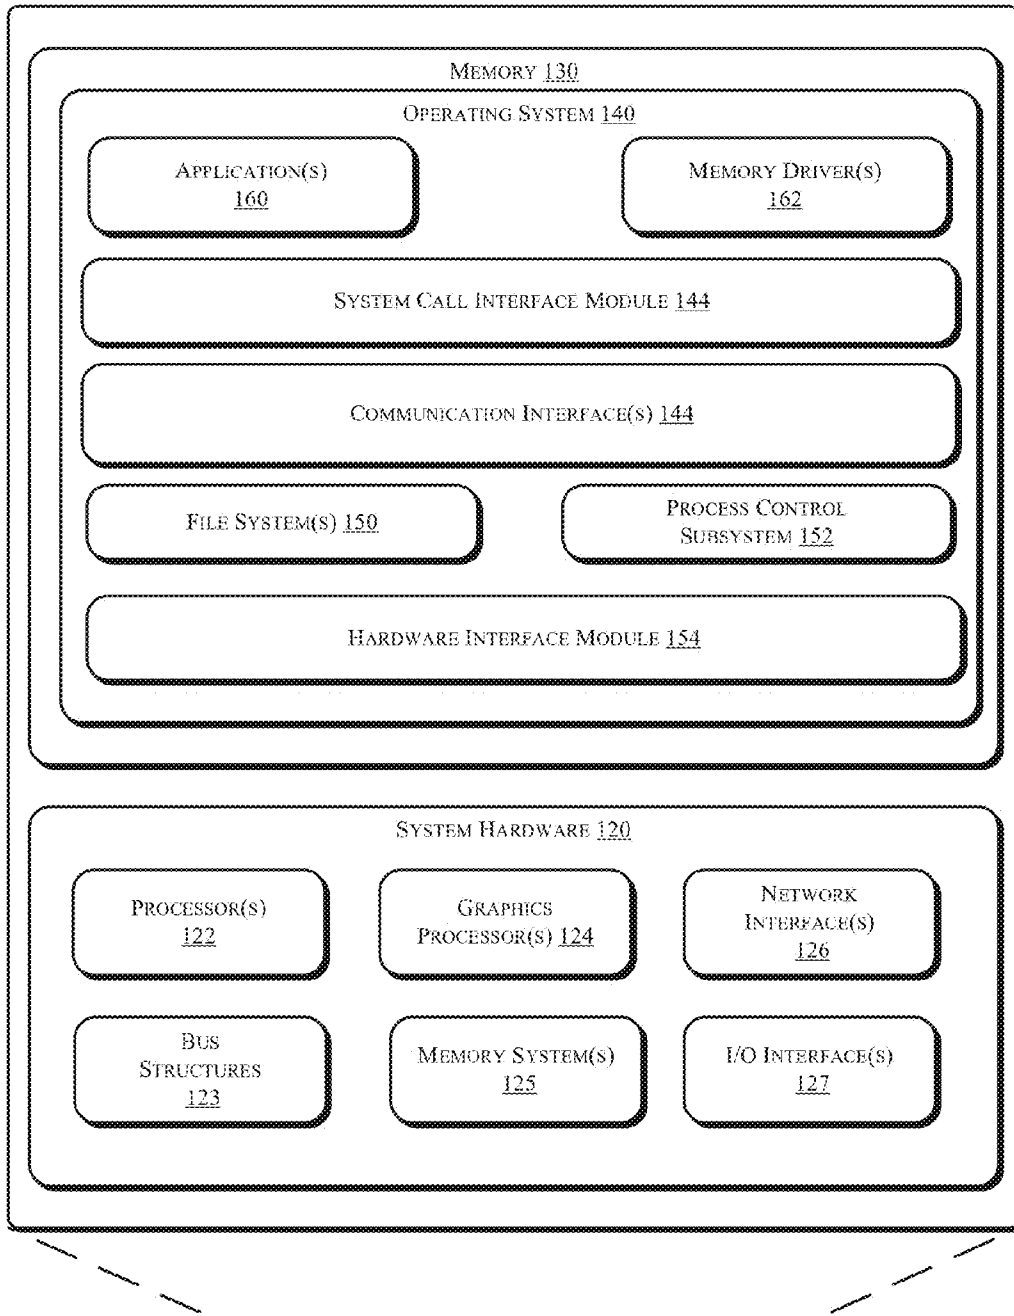 MEMORY 130
OPERATING SYSTEM 140
APPLICATION(S)
160
MEMORY DRIVER(S)
162
SYSTEM CALL INTERFACE MODULE 144
COMMUNICATION INTERFACE(S) 144
FILE SYSTEM(S) 150
PROCESS CONTROL
SUBSYSTEM 152
HARDWARE INTERFACE MODULE 154
SYSTEM HARDWARE 120
PROCESSOR(S)
122
GRAPHICS
PROCESSOR(S) 124
NETWORK
INTERFACE(S)
126
BUS
STRUCTURES
123
MEMORY SYSTEM(S)
125
I/O INTERFACE(S)
127